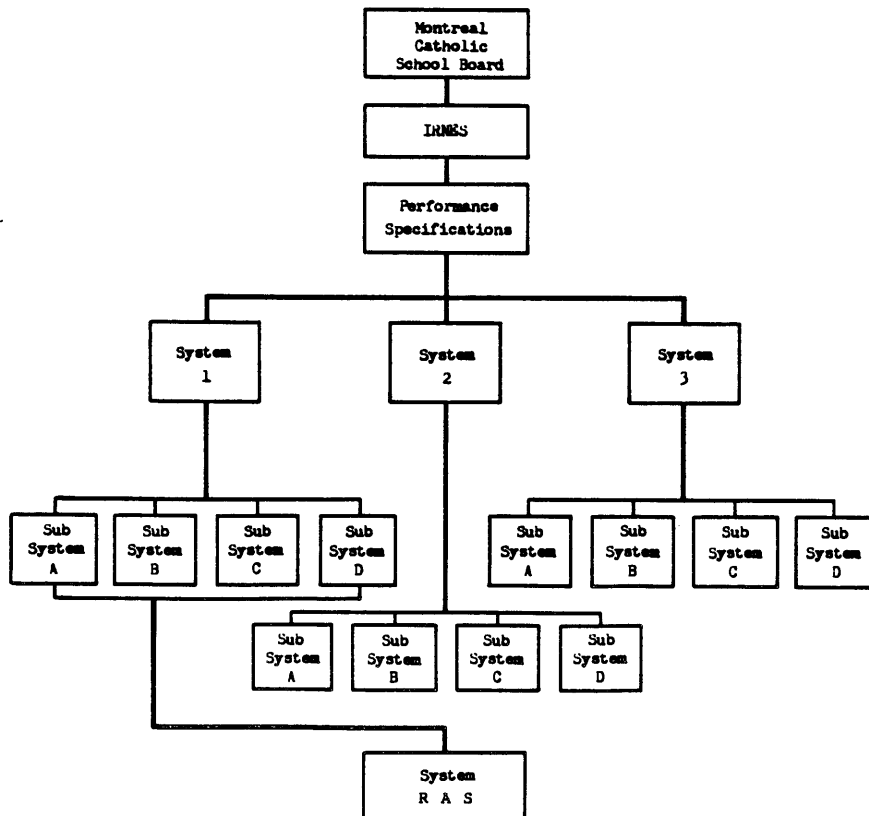 Montreal
Catholic
School Board
IRNES
Performance
Specifications
System
1
System
2
System
3
Sub
System
A
Sub
System
B
Sub
System
C
Sub
System
D
Sub
System
A
Sub
System
B
Sub
System
C
Sub
System
D
Sub
System
A
Sub
System
B
Sub
System
C
Sub
System
D
System
R A S